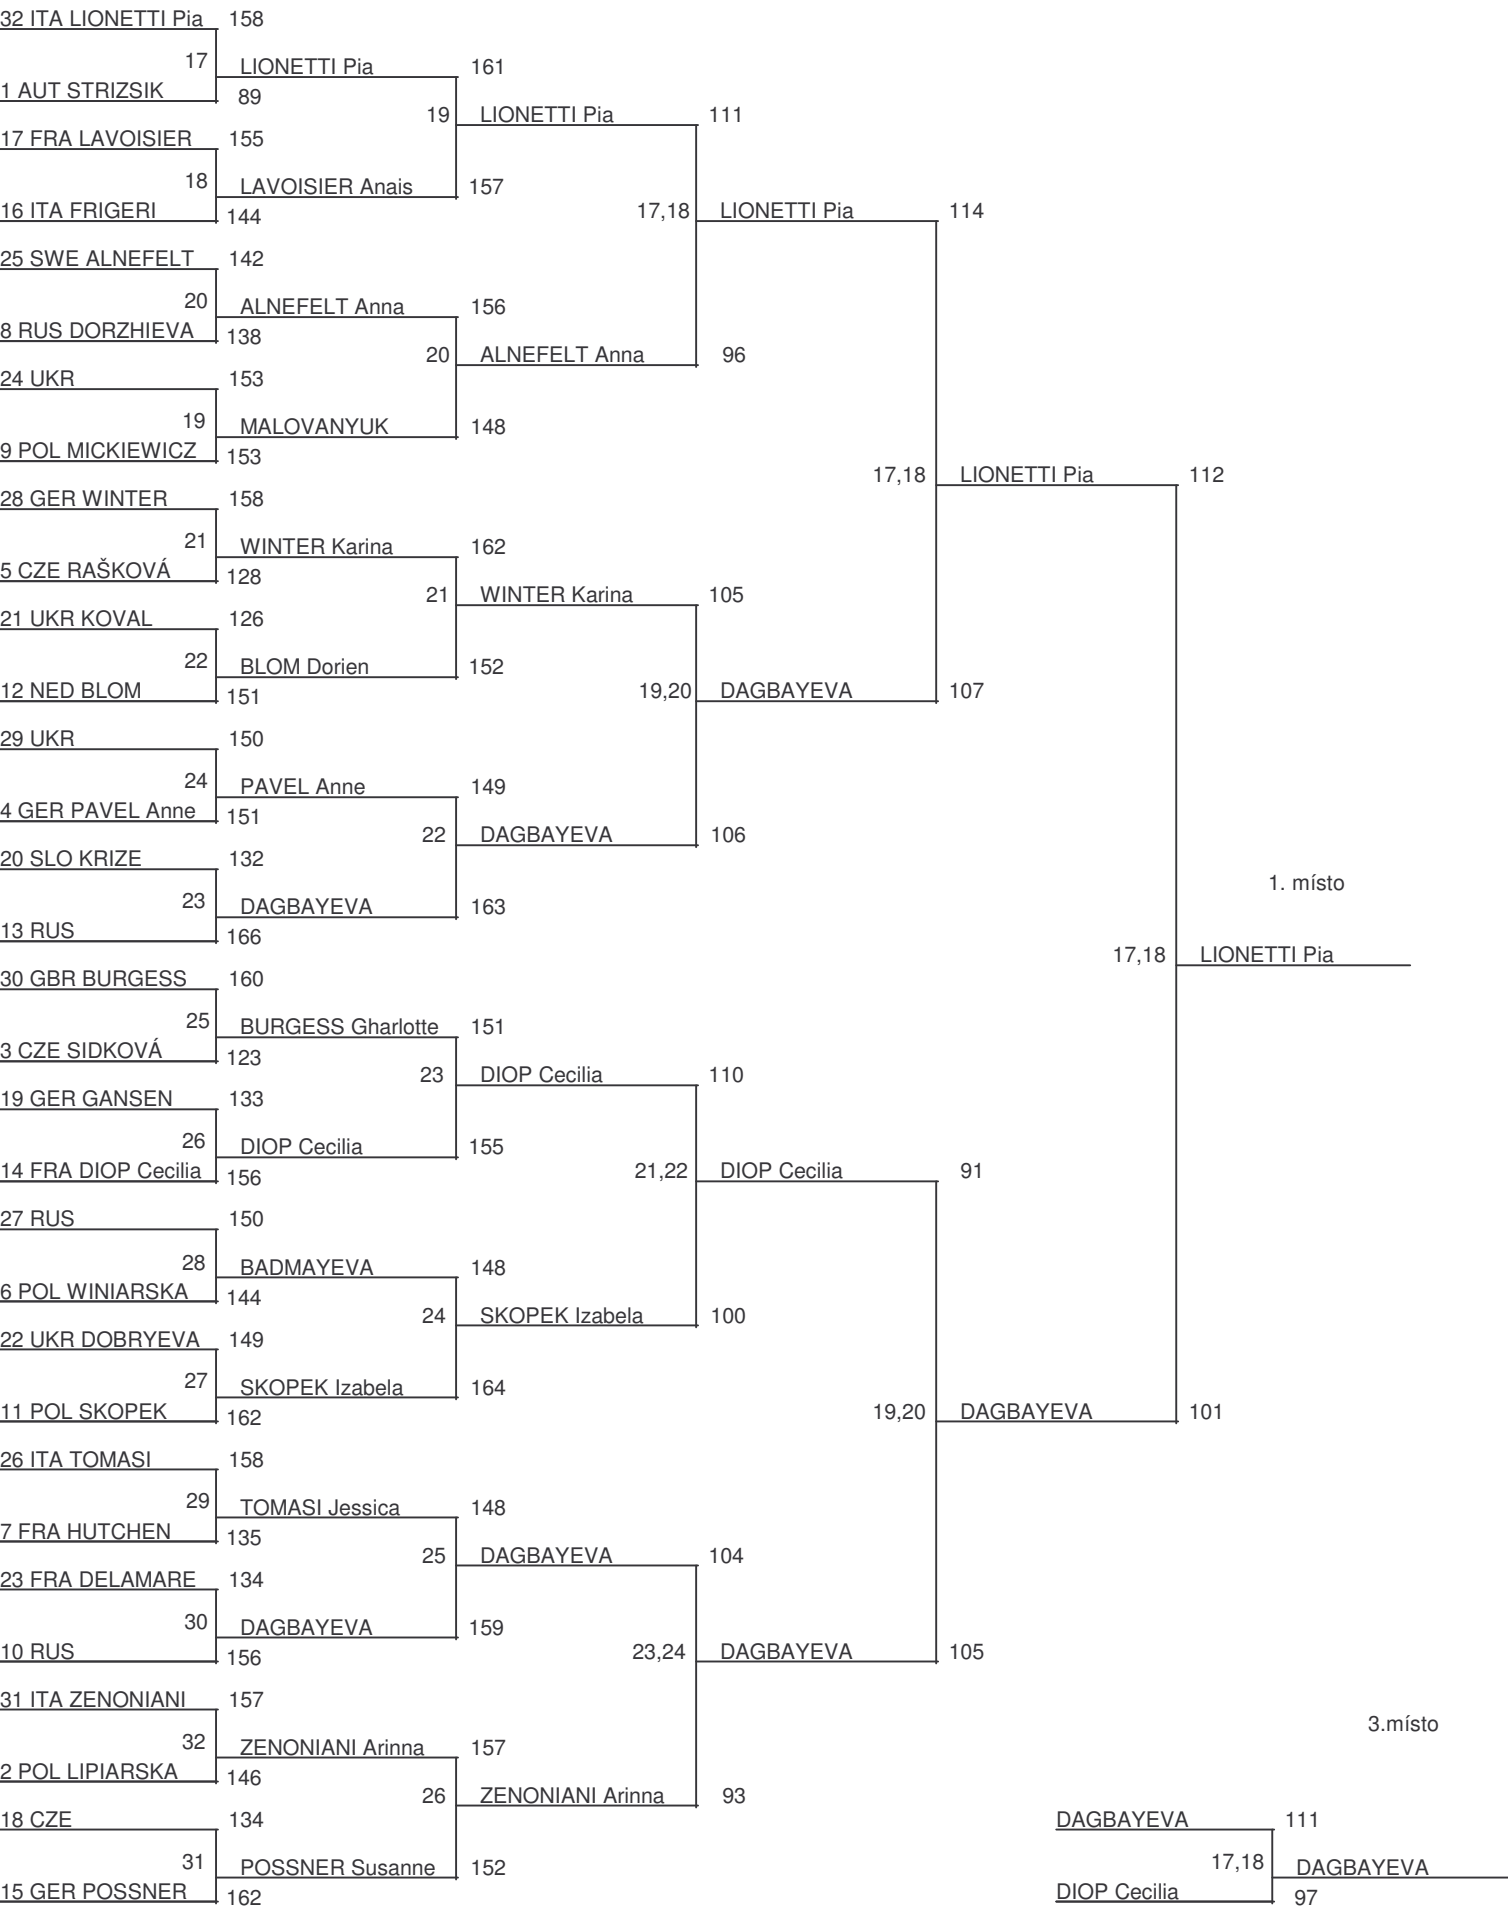 32 ITA LIONETTI Pia 158
17 LIONETTI Pia 161
1 AUT STRIZSIK 89
19 LIONETTI Pia 111
17 FRA LAVOISIER 155
18 LAVOISIER Anais 157
16 ITA FRIGERI 144
17,18 LIONETTI Pia 114
25 SWE ALNEFELT 142
20 ALNEFELT Anna 156
8 RUS DORZHIEVA 138
20 ALNEFELT Anna 96
24 UKR 153
19 MALOVANYUK 148
9 POL MICKIEWICZ 153
17,18 LIONETTI Pia 112
28 GER WINTER 158
21 WINTER Karina 162
5 CZE RAŠKOVÁ 128
21 WINTER Karina 105
21 UKR KOVAL 126
22 BLOM Dorien 152
12 NED BLOM 151
19,20 DAGBAYEVA 107
29 UKR 150
24 PAVEL Anne 149
4 GER PAVEL Anne 151
22 DAGBAYEVA 106
20 SLO KRIZE 132
1. místo
23 DAGBAYEVA 163
13 RUS 166
17,18 LIONETTI Pia
30 GBR BURGESS 160
25 BURGESS Gharlotte 151
3 CZE SIDKOVÁ 123
23 DIOP Cecilia 110
19 GER GANSEN 133
26 DIOP Cecilia 155
14 FRA DIOP Cecilia 156
21,22 DIOP Cecilia 91
27 RUS 150
28 BADMAYEVA 148
6 POL WINIARSKA 144
24 SKOPEK Izabela 100
22 UKR DOBRYEVA 149
27 SKOPEK Izabela 164
11 POL SKOPEK 162
19,20 DAGBAYEVA 101
26 ITA TOMASI 158
29 TOMASI Jessica 148
7 FRA HUTCHEN 135
25 DAGBAYEVA 104
23 FRA DELAMARE 134
30 DAGBAYEVA 159
10 RUS 156
23,24 DAGBAYEVA 105
31 ITA ZENONIANI 157
3.místo
32 ZENONIANI Arinna 157
2 POL LIPIARSKA 146
26 ZENONIANI Arinna 93
18 CZE 134
DAGBAYEVA 111
31 POSSNER Susanne 152
17,18 DAGBAYEVA
15 GER POSSNER 162
DIOP Cecilia 97